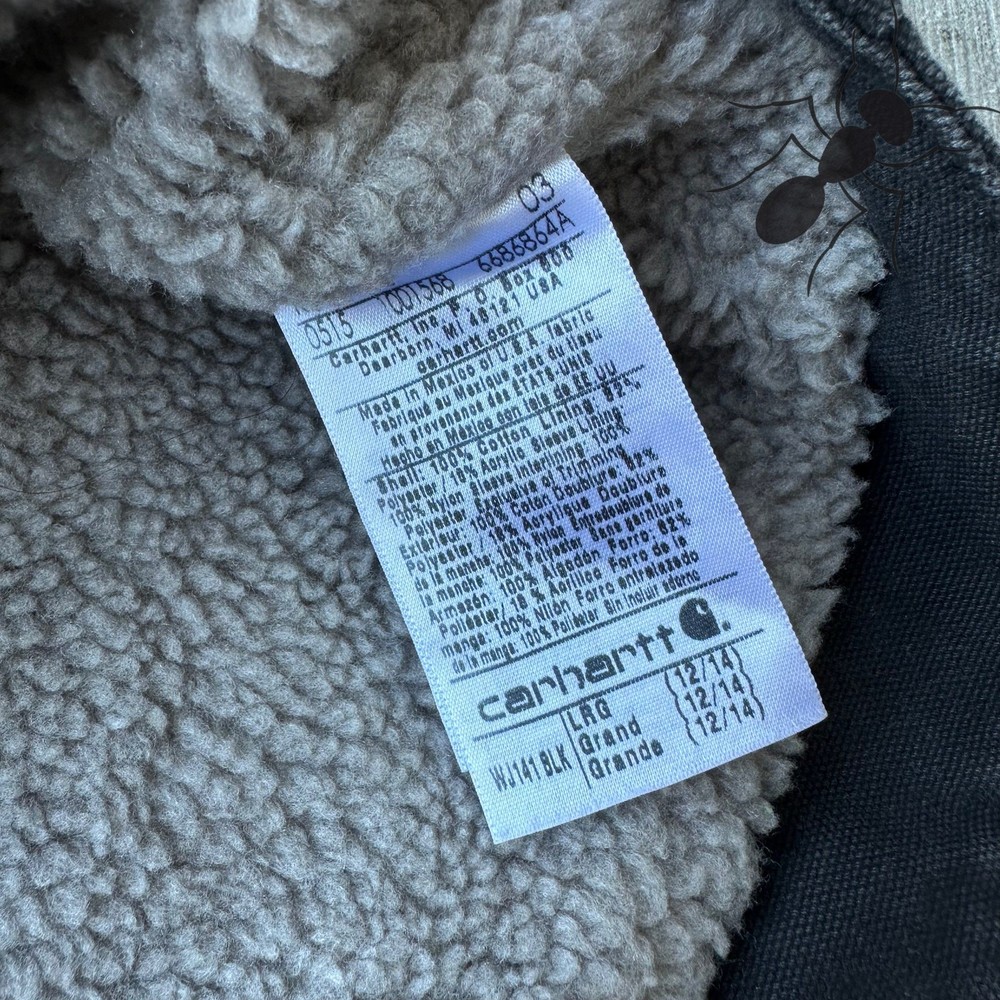 03
0515 1001568 6686864A
Carhartt, Inc. P. O. Box 600
Dearborn, MI 48121 USA
carhartt.com
Made in Mexico of U.S.A. fabric
Fabriqué au Mexique avec du tissu
en provenance des ÉTATS-UNIS
Hecho en México con tela de EE.UU
Shell: 100% Cotton Lining: 82%
Polyester / 18% Acrylic Sleeve Lining:
100% Nylon Sleeve Interlining: 100%
Polyester Exclusive of Trimming
Extérieur: 100% Coton Doublure: 82%
Polyester, 18% Acrylique Doublure
de la manche: 100% Nylon Entredoublure de
la manche: 100% Polyester Sans garniture
Armazón: 100% Algodón Forro: 82%
Poliéster/ 18 % Acrílico Forro de la
manga: 100% Nilón Forro entrelazado
de la manga: 100% Poliéster Sin incluir adorno
carhartt
WJ141 BLK
LRG (12/14)
Grand (12/14)
Grande (12/14)